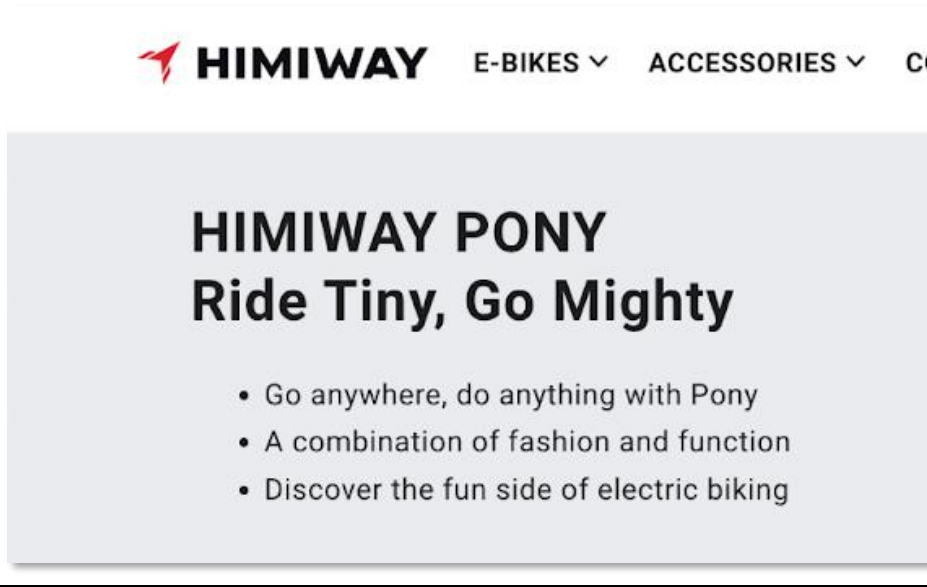 HIMIWAY E-BIKES ACCESSORIES
HIMIWAY PONY
Ride Tiny, Go Mighty
• Go anywhere, do anything with Pony
• A combination of fashion and function
• Discover the fun side of electric biking